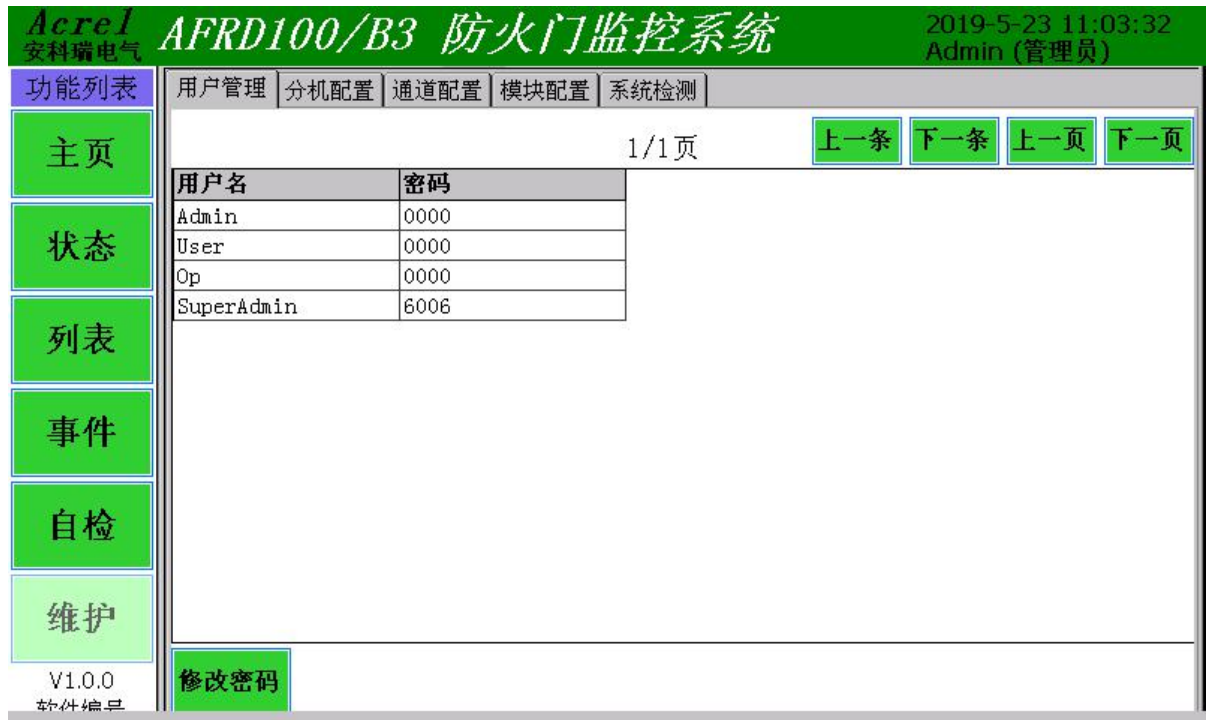 Acrel
安科瑞电气
AFRD100/B3 防火门监控系统
2019-5-23 11:03:32
Admin (管理员)
功能列表
主页
状态
列表
事件
自检
维护
V1.0.0
软件编号
用户管理 分机配置 通道配置 模块配置 系统检测
1/1页
上一条 下一条 上一页 下一页
用户名 密码
Admin 0000
User 0000
Op 0000
SuperAdmin 6006
修改密码